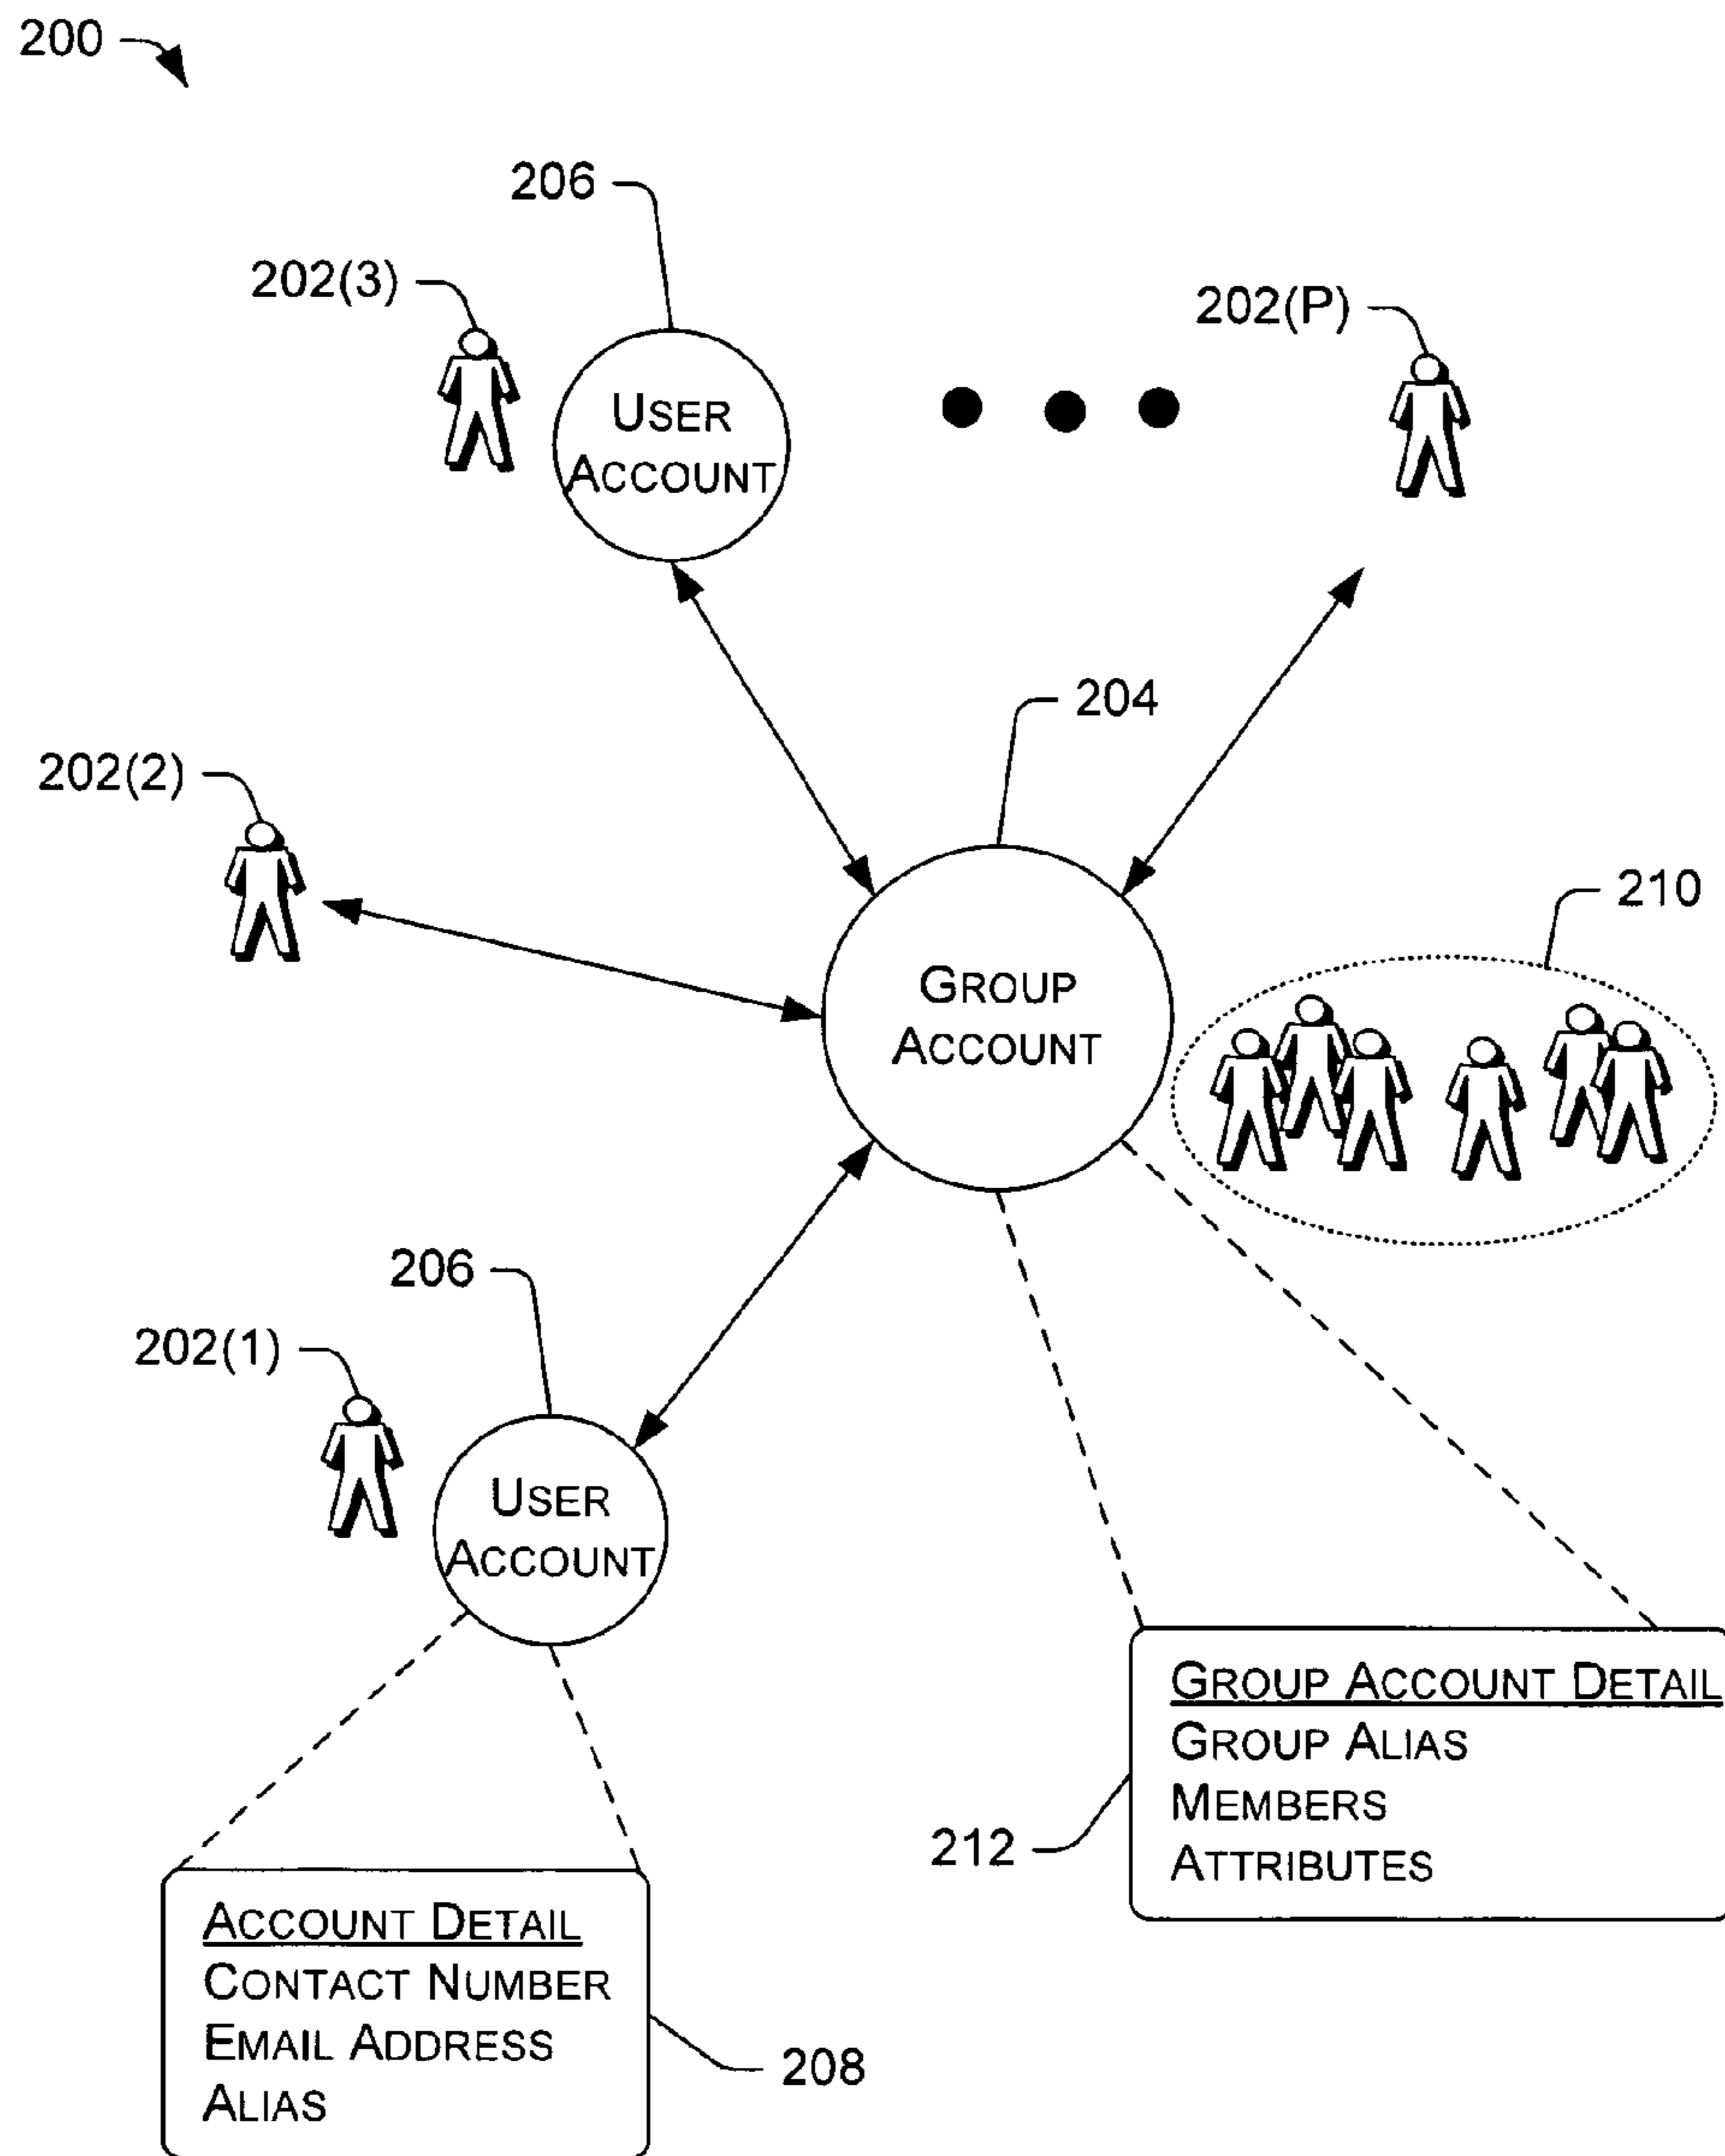 200
206
202(3)
202(P)
USER
ACCOUNT
204
202(2)
210
GROUP
ACCOUNT
206
202(1)
USER
ACCOUNT
GROUP ACCOUNT DETAIL
GROUP ALIAS
MEMBERS
ATTRIBUTES
212
ACCOUNT DETAIL
CONTACT NUMBER
EMAIL ADDRESS
ALIAS
208